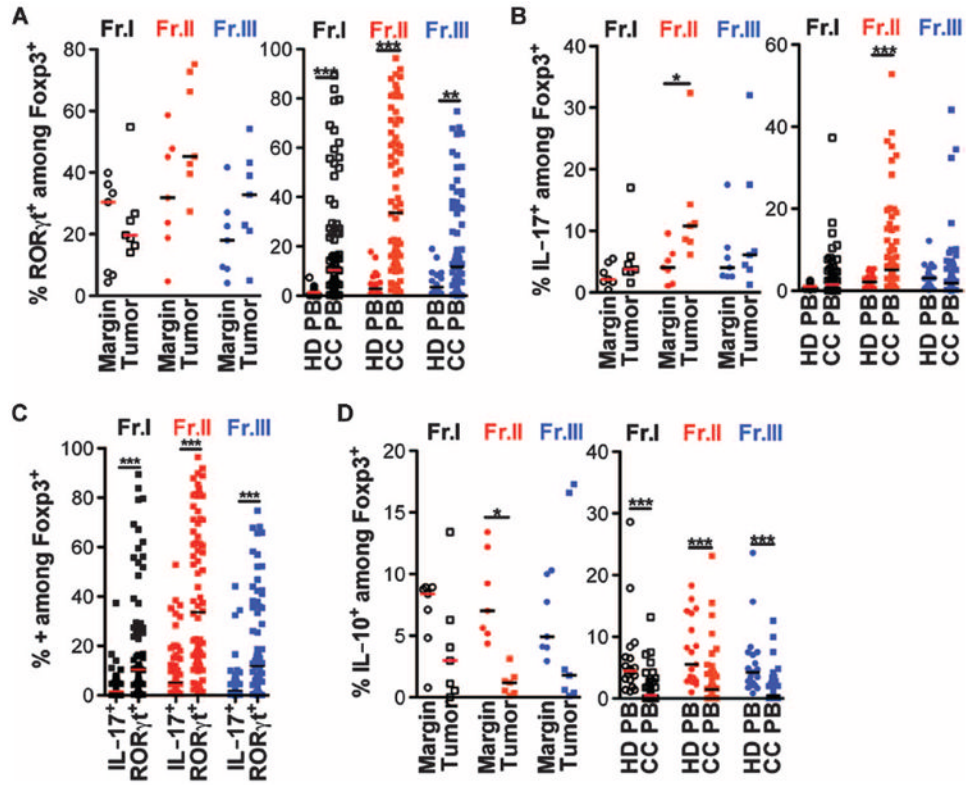 A
Fr.I Fr.II Fr.III
% RORγt⁺ among Foxp3⁺
80
60
40
20
0
Margin
Tumor
Margin
Tumor
Margin
Tumor
Fr.I Fr.II Fr.III
100
80
60
40
20
0
*** *** **
HD PB
CC PB
HD PB
CC PB
HD PB
CC PB
B
Fr.I Fr.II Fr.III
% IL-17⁺ among Foxp3⁺
40
30
20
10
0
*
Margin
Tumor
Margin
Tumor
Margin
Tumor
Fr.I Fr.II Fr.III
60
40
20
0
***
HD PB
CC PB
HD PB
CC PB
HD PB
CC PB
C
Fr.I Fr.II Fr.III
% + among Foxp3⁺
100
80
60
40
20
0
*** *** ***
IL-17⁺
RORγt⁺
IL-17⁺
RORγt⁺
IL-17⁺
RORγt⁺
D
Fr.I Fr.II Fr.III
% IL-10⁺ among Foxp3⁺
20
15
10
5
0
*
Margin
Tumor
Margin
Tumor
Margin
Tumor
Fr.I Fr.II Fr.III
40
30
20
10
0
*** *** ***
HD PB
CC PB
HD PB
CC PB
HD PB
CC PB